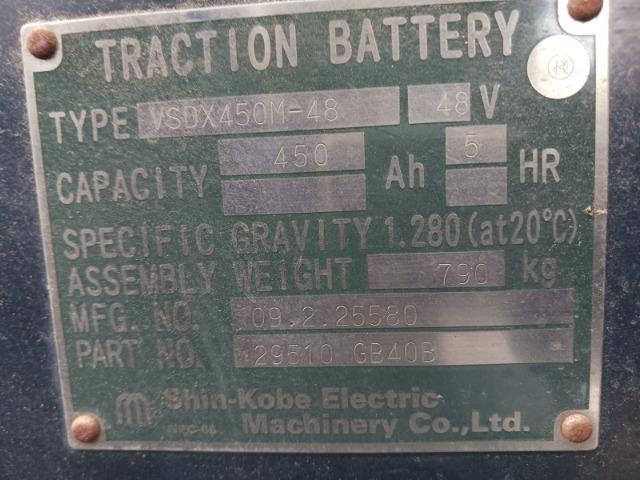 TRACTION BATTERY
TYPE VSDX450M-48 48 V
CAPACITY 450 Ah 5 HR
SPECIFIC GRAVITY 1.280 (at20°C)
ASSEMBLY WEIGHT 790 kg
MFG. NO. 09.2.25580
PART NO. 29510 GB40B
Shin-Kobe Electric
Machinery Co.,Ltd.